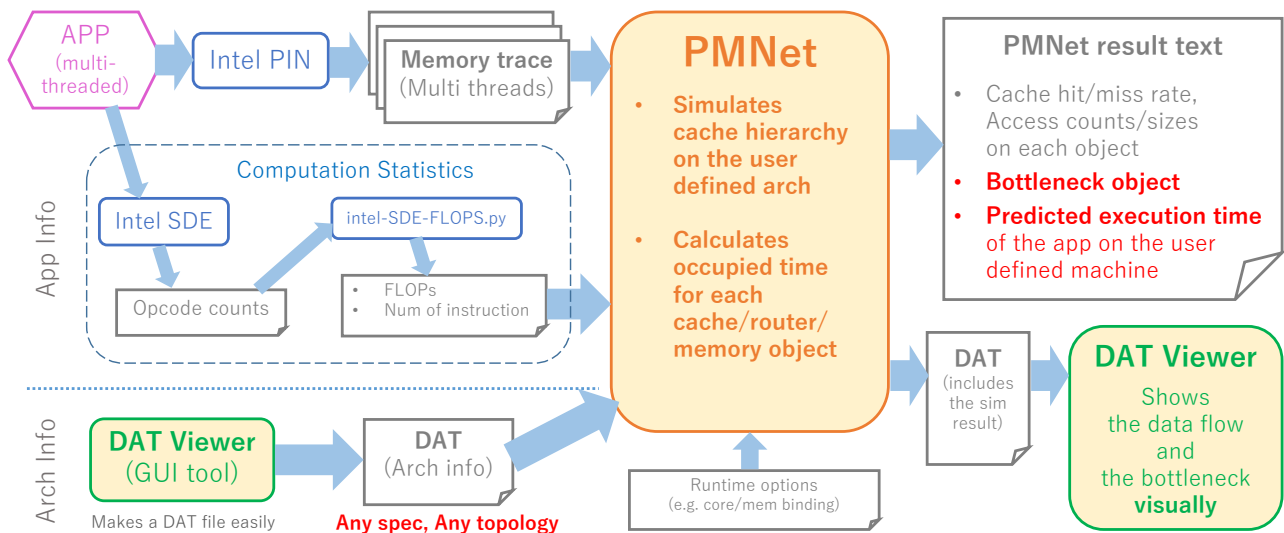 APP
(multi-
threaded)
Intel PIN
Memory trace
(Multi threads)
App Info
Computation Statistics
Intel SDE
intel-SDE-FLOPS.py
Opcode counts
• FLOPs
• Num of instruction
Arch Info
DAT Viewer
(GUI tool)
Makes a DAT file easily
DAT
(Arch info)
Any spec, Any topology
PMNet
• Simulates
cache hierarchy
on the user
defined arch
• Calculates
occupied time
for each
cache/router/
memory object
Runtime options
(e.g. core/mem binding)
PMNet result text
• Cache hit/miss rate,
Access counts/sizes
on each object
• Bottleneck object
• Predicted execution time
of the app on the user
defined machine
DAT
(includes
the sim
result)
DAT Viewer
Shows
the data flow
and
the bottleneck
visually